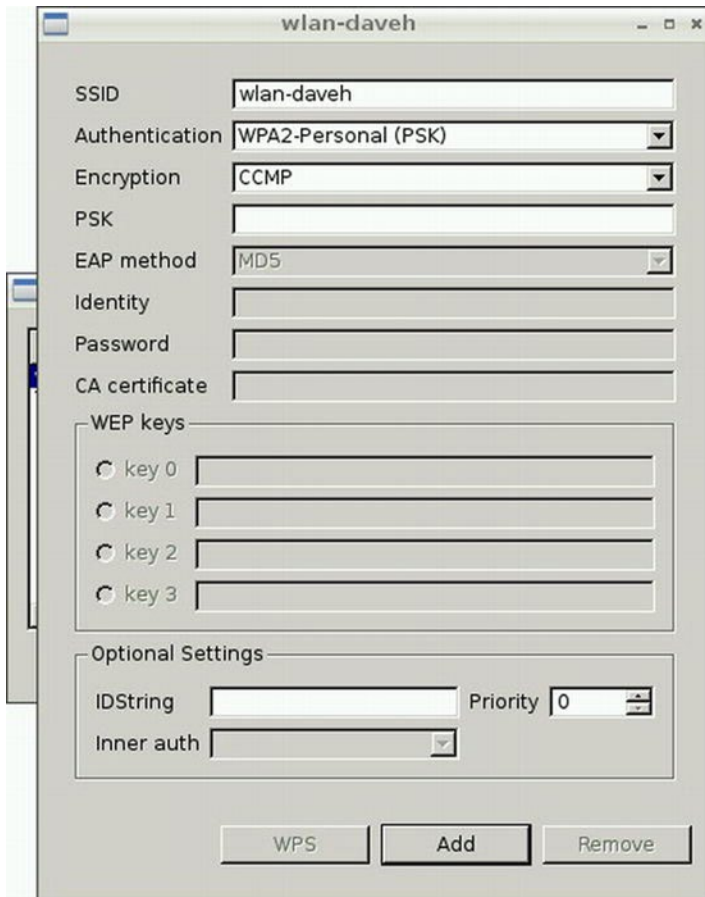 wlan-daveh
SSID wlan-daveh
Authentication WPA2-Personal (PSK)
Encryption CCMP
PSK
EAP method MD5
Identity
Password
CA certificate
WEP keys
key 0
key 1
key 2
key 3
Optional Settings
IDString Priority 0
Inner auth
WPS Add Remove